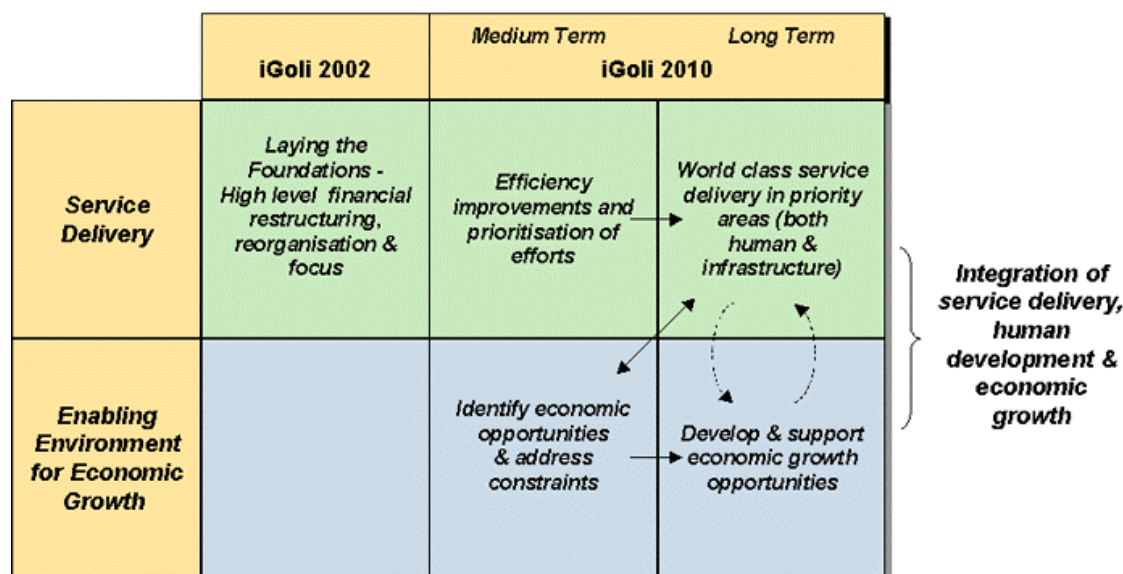 Medium Term
Long Term
iGoli 2002
iGoli 2010
Service
Delivery
Laying the
Foundations -
High level financial
restructuring,
reorganisation &
focus
Efficiency
improvements and
prioritisation of
efforts
World class service
delivery in priority
areas (both
human &
infrastructure)
Enabling
Environment
for Economic
Growth
Identify economic
opportunities
& address
constraints
Develop & support
economic growth
opportunities
Integration of
service delivery,
human
development &
economic
growth